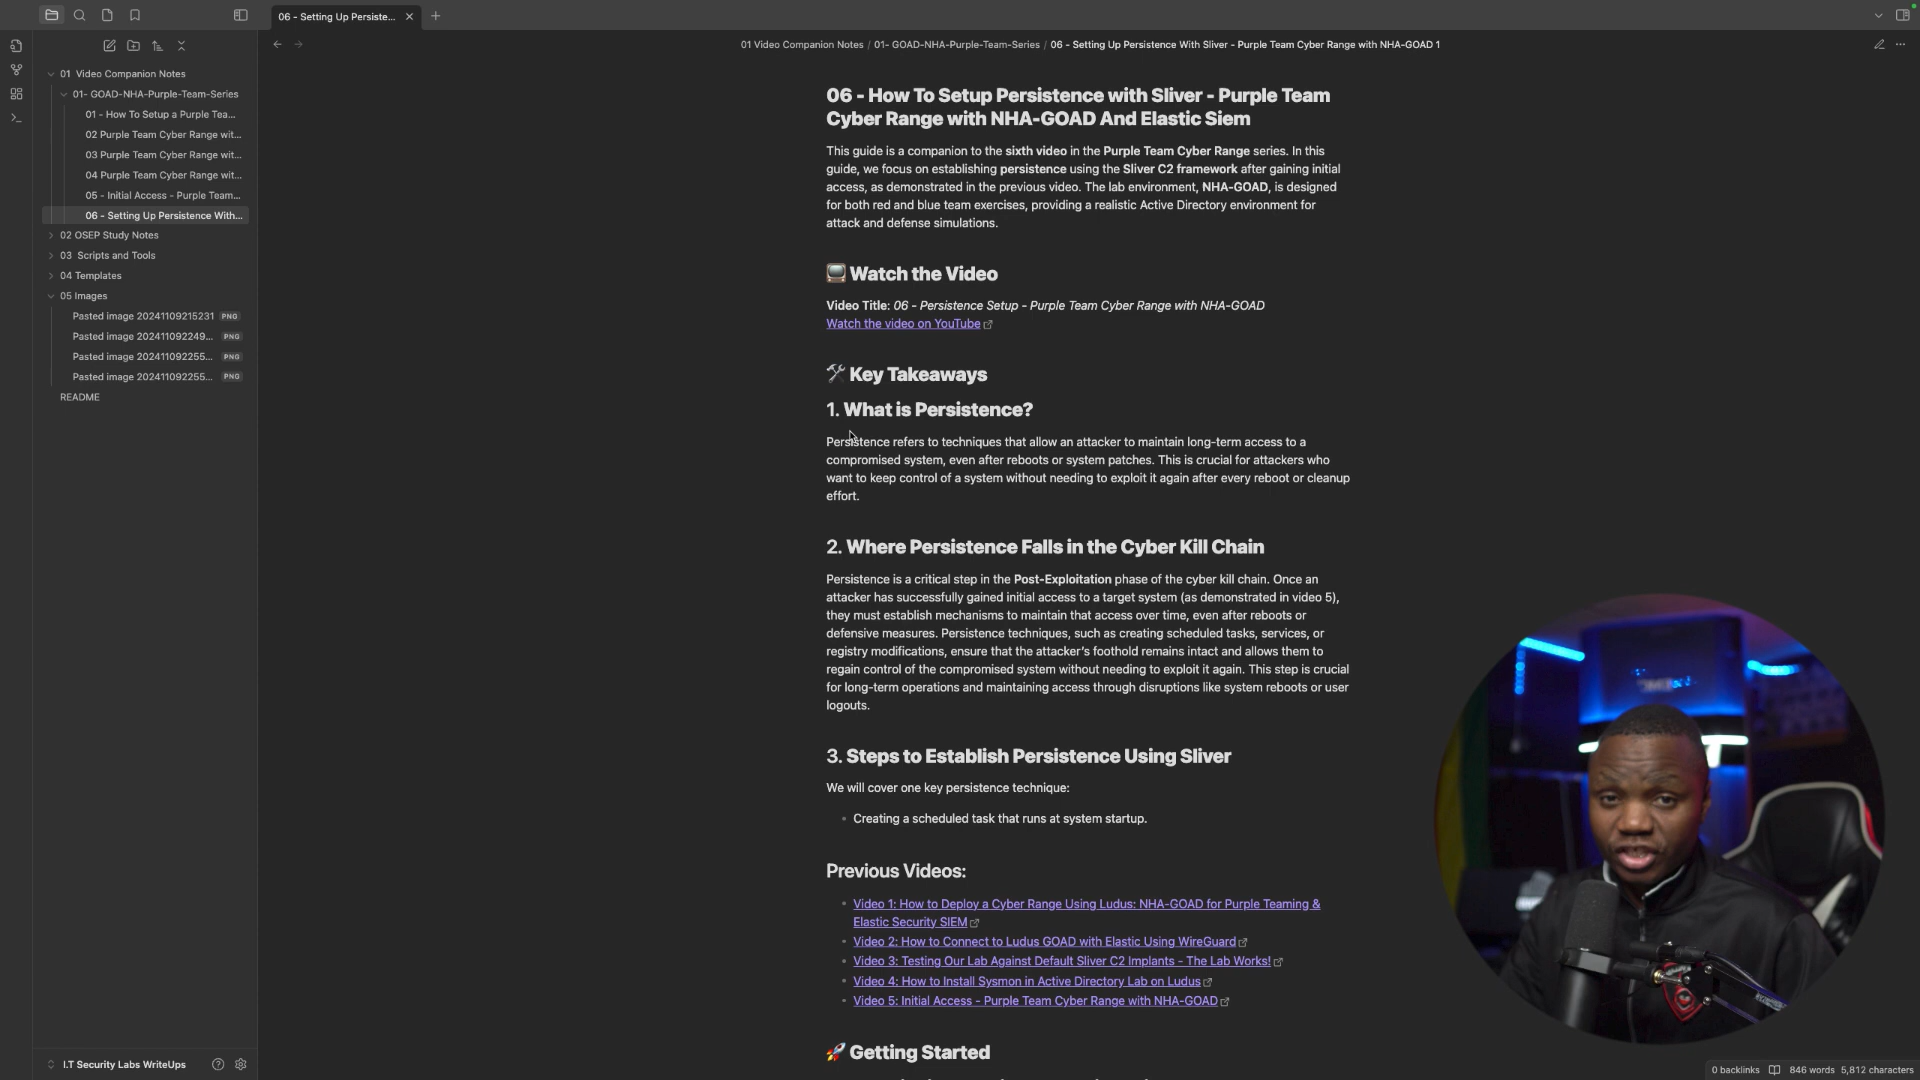 06 - Setting Up Persiste...
01 Video Companion Notes / 01- GOAD-NHA-Purple-Team-Series / 06 - Setting Up Persistence With Sliver - Purple Team Cyber Range with NHA-GOAD 1
01 Video Companion Notes
01- GOAD-NHA-Purple-Team-Series
01 - How To Setup a Purple Tea...
02 Purple Team Cyber Range wit...
03 Purple Team Cyber Range wit...
04 Purple Team Cyber Range wit...
05 - Initial Access - Purple Team...
06 - Setting Up Persistence With...
02 OSEP Study Notes
03 Scripts and Tools
04 Templates
05 Images
Pasted image 20241109215231 PNG
Pasted image 202411092249... PNG
Pasted image 202411092255... PNG
Pasted image 202411092255... PNG
README
I.T Security Labs WriteUps
06 - How To Setup Persistence with Sliver - Purple Team
Cyber Range with NHA-GOAD And Elastic Siem
This guide is a companion to the sixth video in the Purple Team Cyber Range series. In this
guide, we focus on establishing persistence using the Sliver C2 framework after gaining initial
access, as demonstrated in the previous video. The lab environment, NHA-GOAD, is designed
for both red and blue team exercises, providing a realistic Active Directory environment for
attack and defense simulations.
Watch the Video
Video Title: 06 - Persistence Setup - Purple Team Cyber Range with NHA-GOAD
Watch the video on YouTube
Key Takeaways
1. What is Persistence?
Persistence refers to techniques that allow an attacker to maintain long-term access to a
compromised system, even after reboots or system patches. This is crucial for attackers who
want to keep control of a system without needing to exploit it again after every reboot or cleanup
effort.
2. Where Persistence Falls in the Cyber Kill Chain
Persistence is a critical step in the Post-Exploitation phase of the cyber kill chain. Once an
attacker has successfully gained initial access to a target system (as demonstrated in video 5),
they must establish mechanisms to maintain that access over time, even after reboots or
defensive measures. Persistence techniques, such as creating scheduled tasks, services, or
registry modifications, ensure that the attacker's foothold remains intact and allows them to
regain control of the compromised system without needing to exploit it again. This step is crucial
for long-term operations and maintaining access through disruptions like system reboots or user
logouts.
3. Steps to Establish Persistence Using Sliver
We will cover one key persistence technique:
Creating a scheduled task that runs at system startup.
Previous Videos:
Video 1: How to Deploy a Cyber Range Using Ludus: NHA-GOAD for Purple Teaming &
Elastic Security SIEM
Video 2: How to Connect to Ludus GOAD with Elastic Using WireGuard
Video 3: Testing Our Lab Against Default Sliver C2 Implants - The Lab Works!
Video 4: How to Install Sysmon in Active Directory Lab on Ludus
Video 5: Initial Access - Purple Team Cyber Range with NHA-GOAD
Getting Started
0 backlinks 846 words 5,812 characters